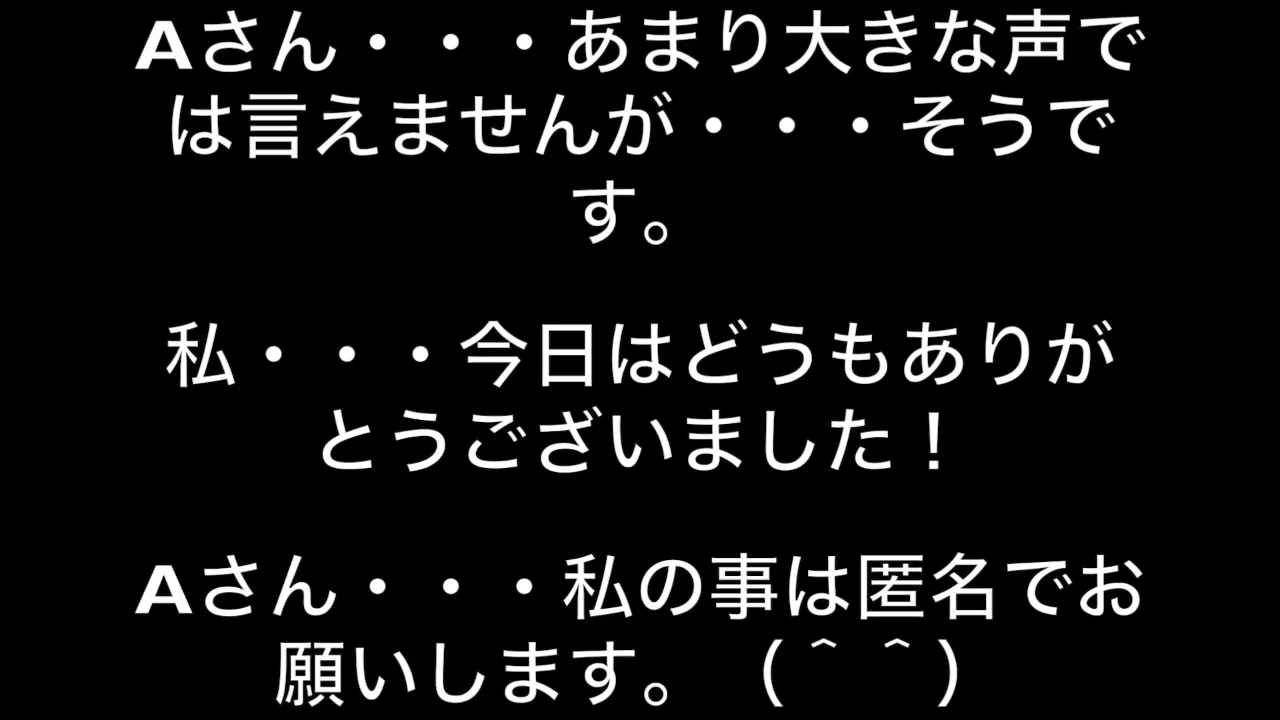 Aさん・・・あまり大きな声で
は言えませんが・・・そうで
す。
私・・・今日はどうもありが
とうございました！
Aさん・・・私の事は匿名でお
願いします。（＾ ＾）